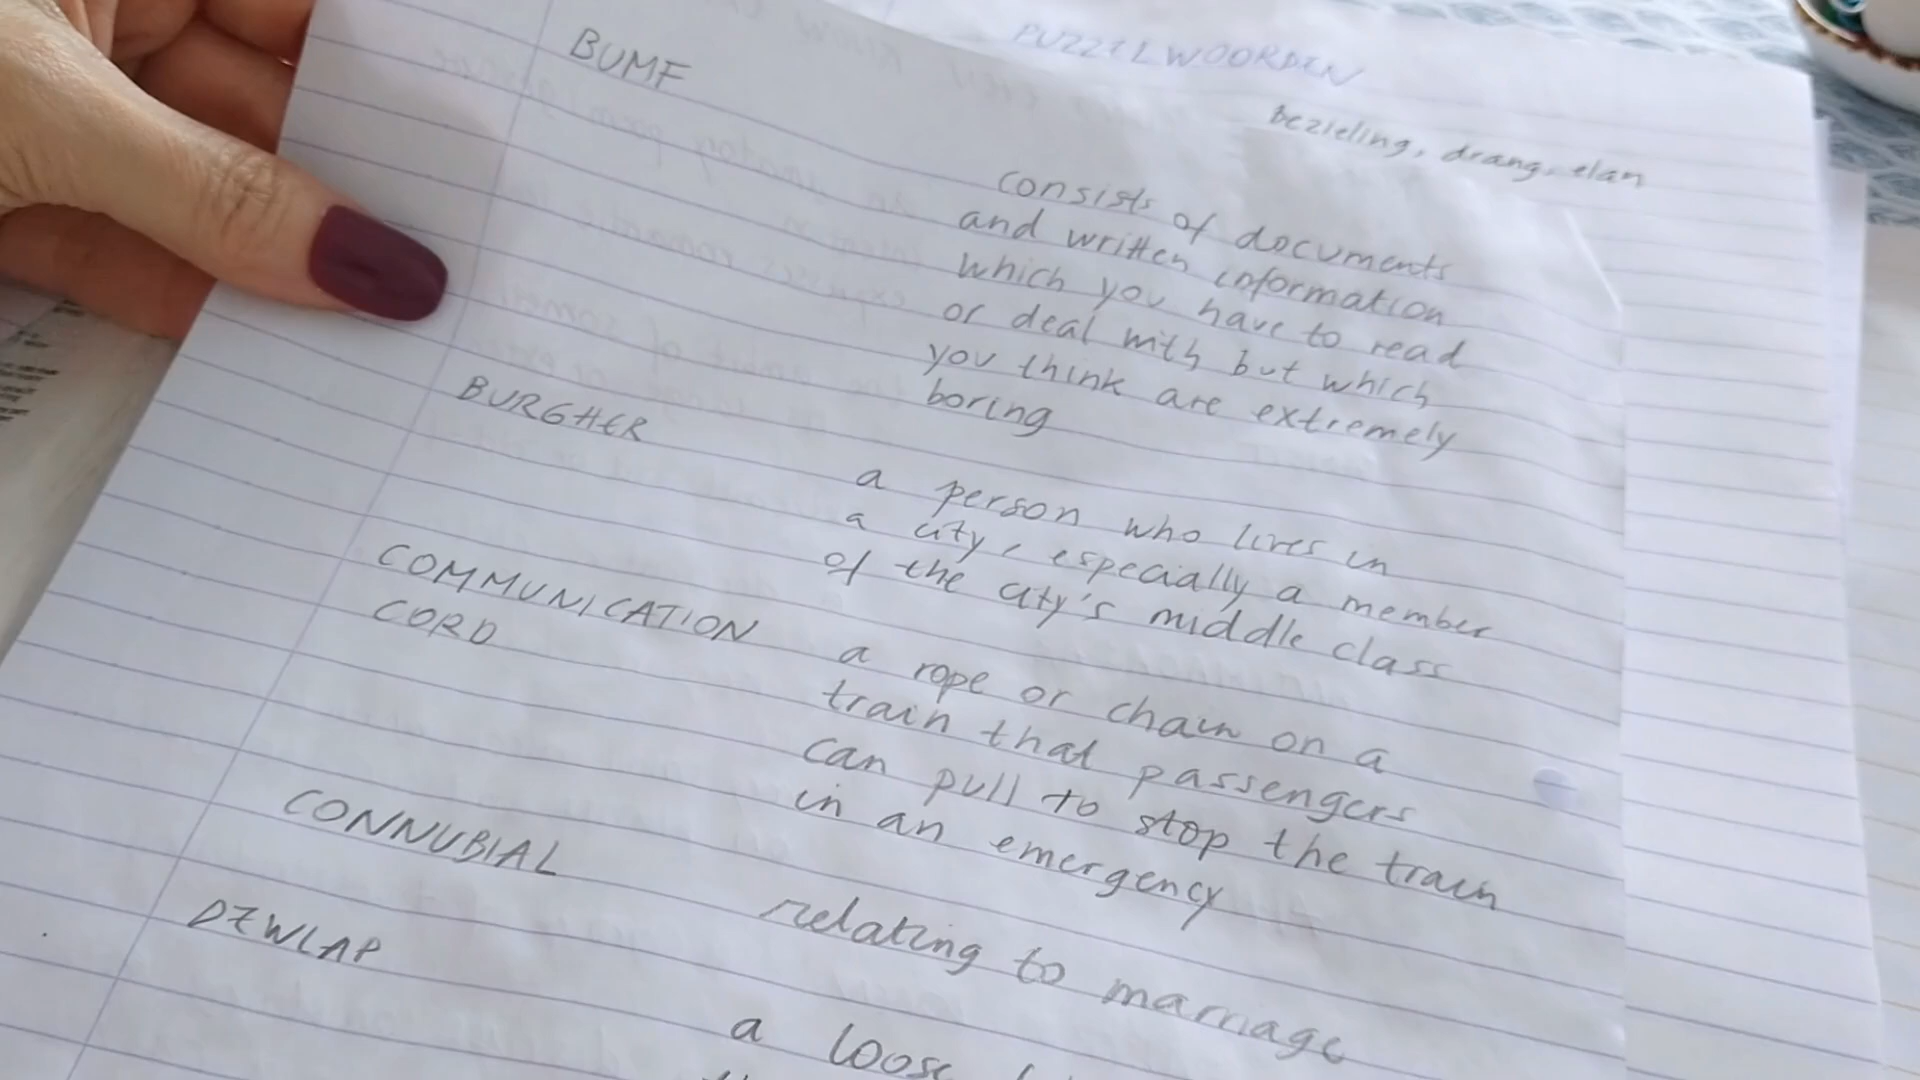 PUZZELWOORDEN
bezieling, drang, elan
BUMF
consists of documents
and written information
which you have to read
or deal with but which
you think are extremely
boring
BURGHER
a person who lives in
a city, especially a member
of the city's middle class
COMMUNICATION
CORD
a rope or chain on a
train that passengers
can pull to stop the train
in an emergency
CONNUBIAL
relating to marriage
DEWLAP
a loose